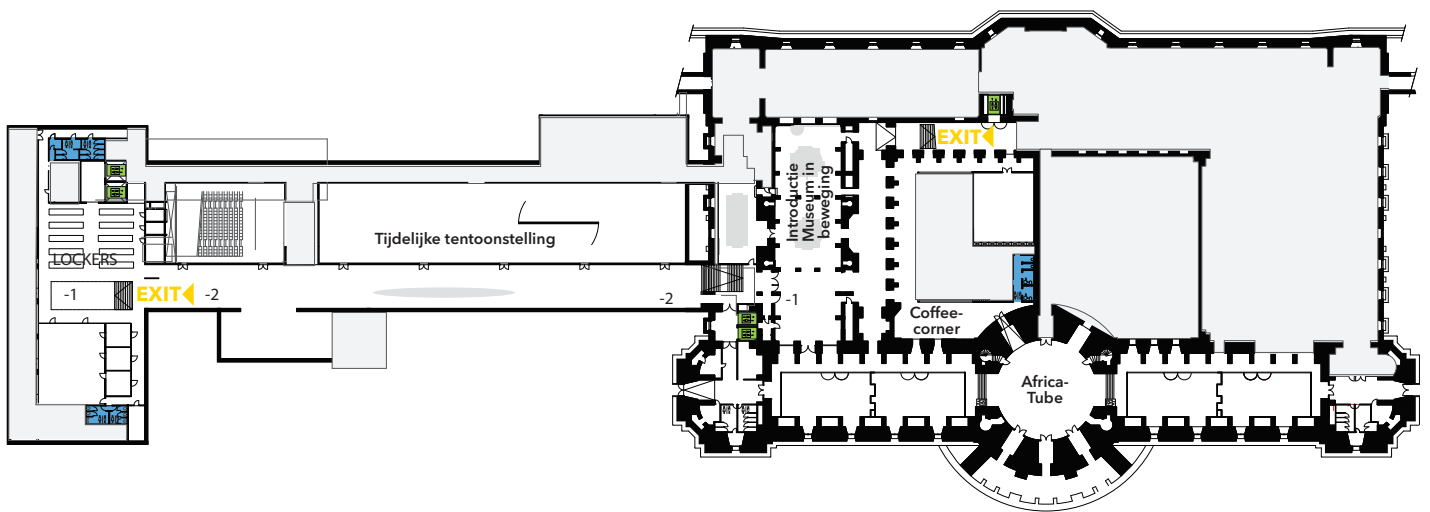 EXIT
Introductie
Museum in
beweging
Tijdelijke tentoonstelling
LOCKERS
-1
EXIT
-2
-2
-1
Coffee-
corner
Africa-
Tube